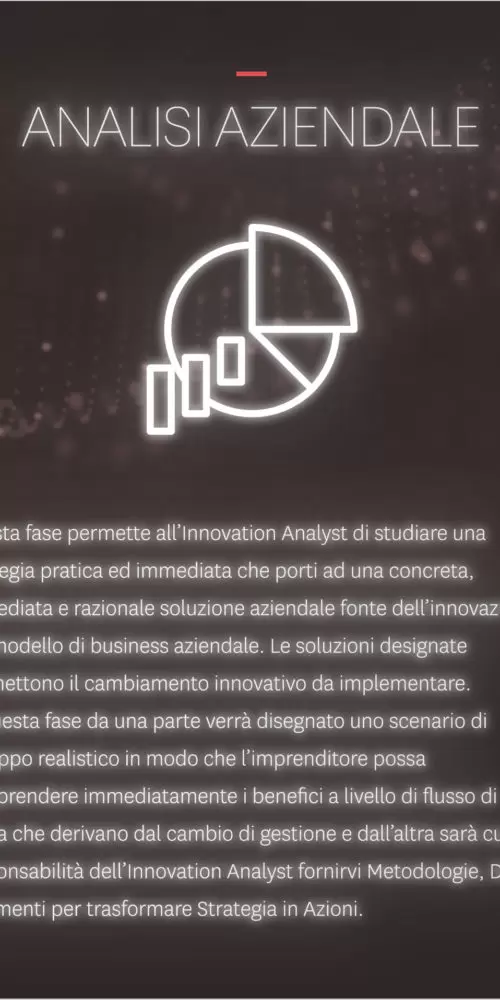 ANALISI AZIENDALE
sta fase permette all'Innovation Analyst di studiare una
egia pratica ed immediata che porti ad una concreta,
ediata e razionale soluzione aziendale fonte dell'innovaz
modello di business aziendale. Le soluzioni designate
mettono il cambiamento innovativo da implementare.
uesta fase da una parte verrà disegnato uno scenario di
ppo realistico in modo che l'imprenditore possa
prendere immediatamente i benefici a livello di flusso di
a che derivano dal cambio di gestione e dall'altra sarà cu
onsabilità dell'Innovation Analyst fornirvi Metodologie, D
menti per trasformare Strategia in Azioni.